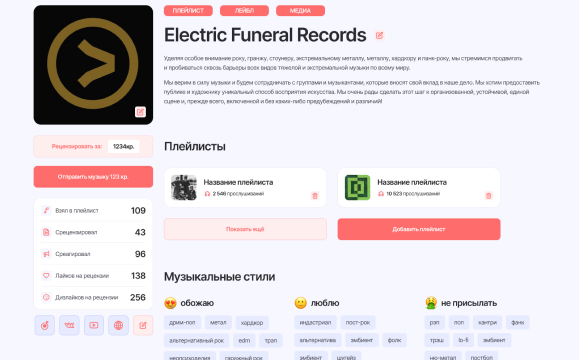 ПЛЕЙЛИСТ ЛЕЙБЛ МЕДИА
Electric Funeral Records
Уделяя особое внимание року, гранжу, стоунеру, экстремальному металлу, металлу, хардкору и панк-року, мы стремимся продвигать
и пробиваться сквозь барьеры всех видов тяжелой и экстремальной музыки по всему миру.
Мы верим в силу музыки и будем сотрудничать с группами и музыкантами, которые вносят свой вклад в наше дело. Мы хотим предоставить
публике и художнику уникальный способ восприятия искусства. Мы очень рады сделать этот шаг к организованной, устойчивой, единой
сцене и, прежде всего, включенной и без каких-либо предубеждений и различий!
Рецензировать за: 1234кр.
Отправить музыку 123 кр.
Взял в плейлист 109
Срецензировал 43
Среагировал 96
Лайков на рецензии 138
Дизлайков на рецензии 256
Плейлисты
Название плейлиста
2 546 прослушиваний
Название плейлиста
10 523 прослушиваний
Показать ещё
Добавить плейлист
Музыкальные стили
обожаю
дрим-поп метал хардкор
альтернативный рок edm трап
неопсиходелия гаражный рок
люблю
индастриал пост-рок
альтернатива эмбиент фолк
эмбиент шугейз
не присылать
рэп поп кантри фанк
трэш lo-fi эмбиент
ню-метал постбоп